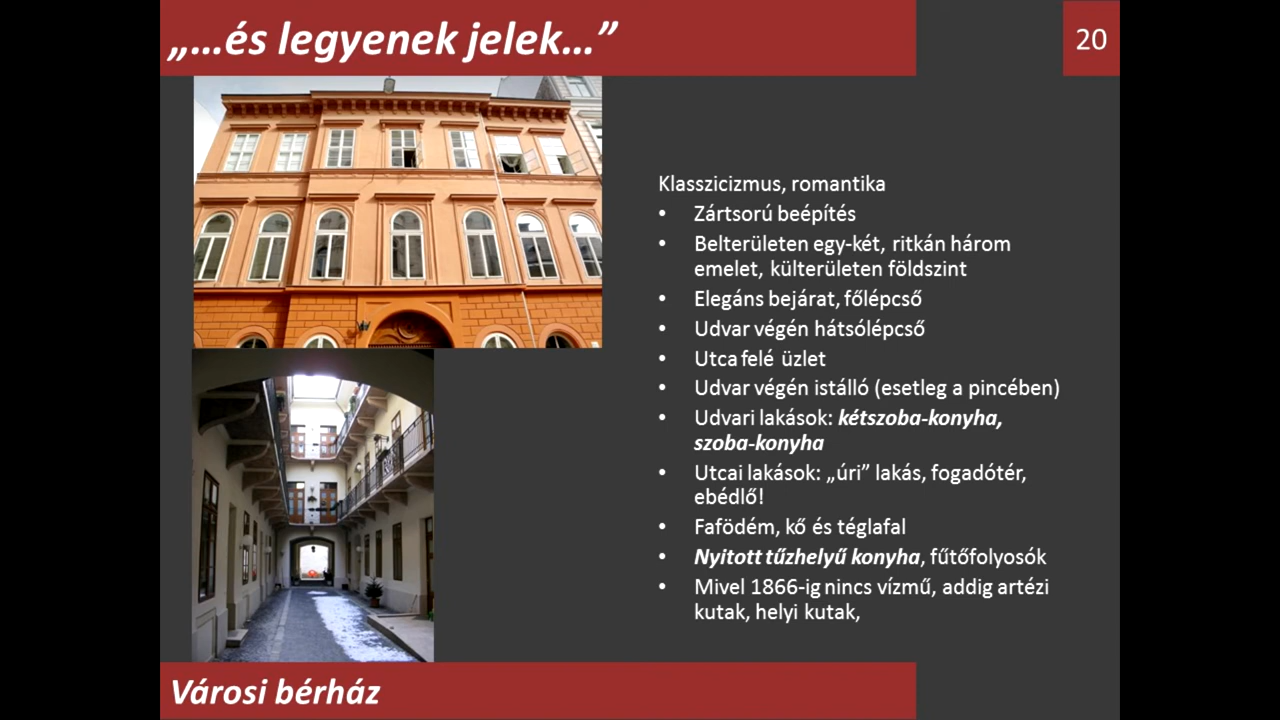 „…és legyenek jelek…”
20
Klasszicizmus, romantika
• Zártsorú beépítés
• Belterületen egy-két, ritkán három
emelet, külterületen földszint
• Elegáns bejárat, főlépcső
• Udvar végén hátsólépcső
• Utca felé üzlet
• Udvar végén istálló (esetleg a pincében)
• Udvari lakások: kétszoba-konyha,
szoba-konyha
• Utcai lakások: „úri” lakás, fogadótér,
ebédlő!
• Fafödém, kő és téglafal
• Nyitott tűzhelyű konyha, fűtőfolyosók
• Mivel 1866-ig nincs vízmű, addig artézi
kutak, helyi kutak,
Városi bérház